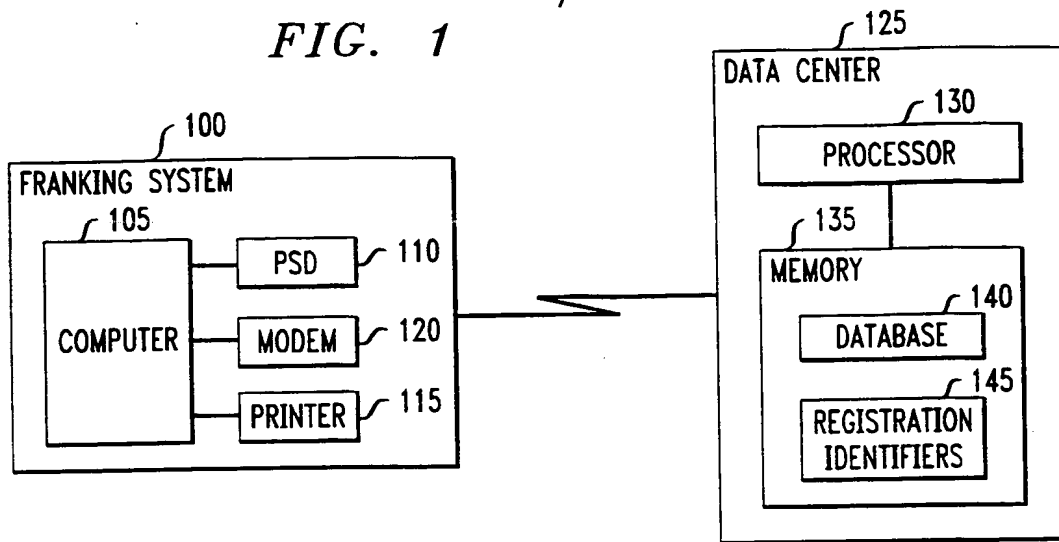 FIG. 1
125
DATA CENTER
130
PROCESSOR
135
MEMORY
140
DATABASE
145
REGISTRATION
IDENTIFIERS
100
FRANKING SYSTEM
105
COMPUTER
PSD
110
MODEM
120
PRINTER
115